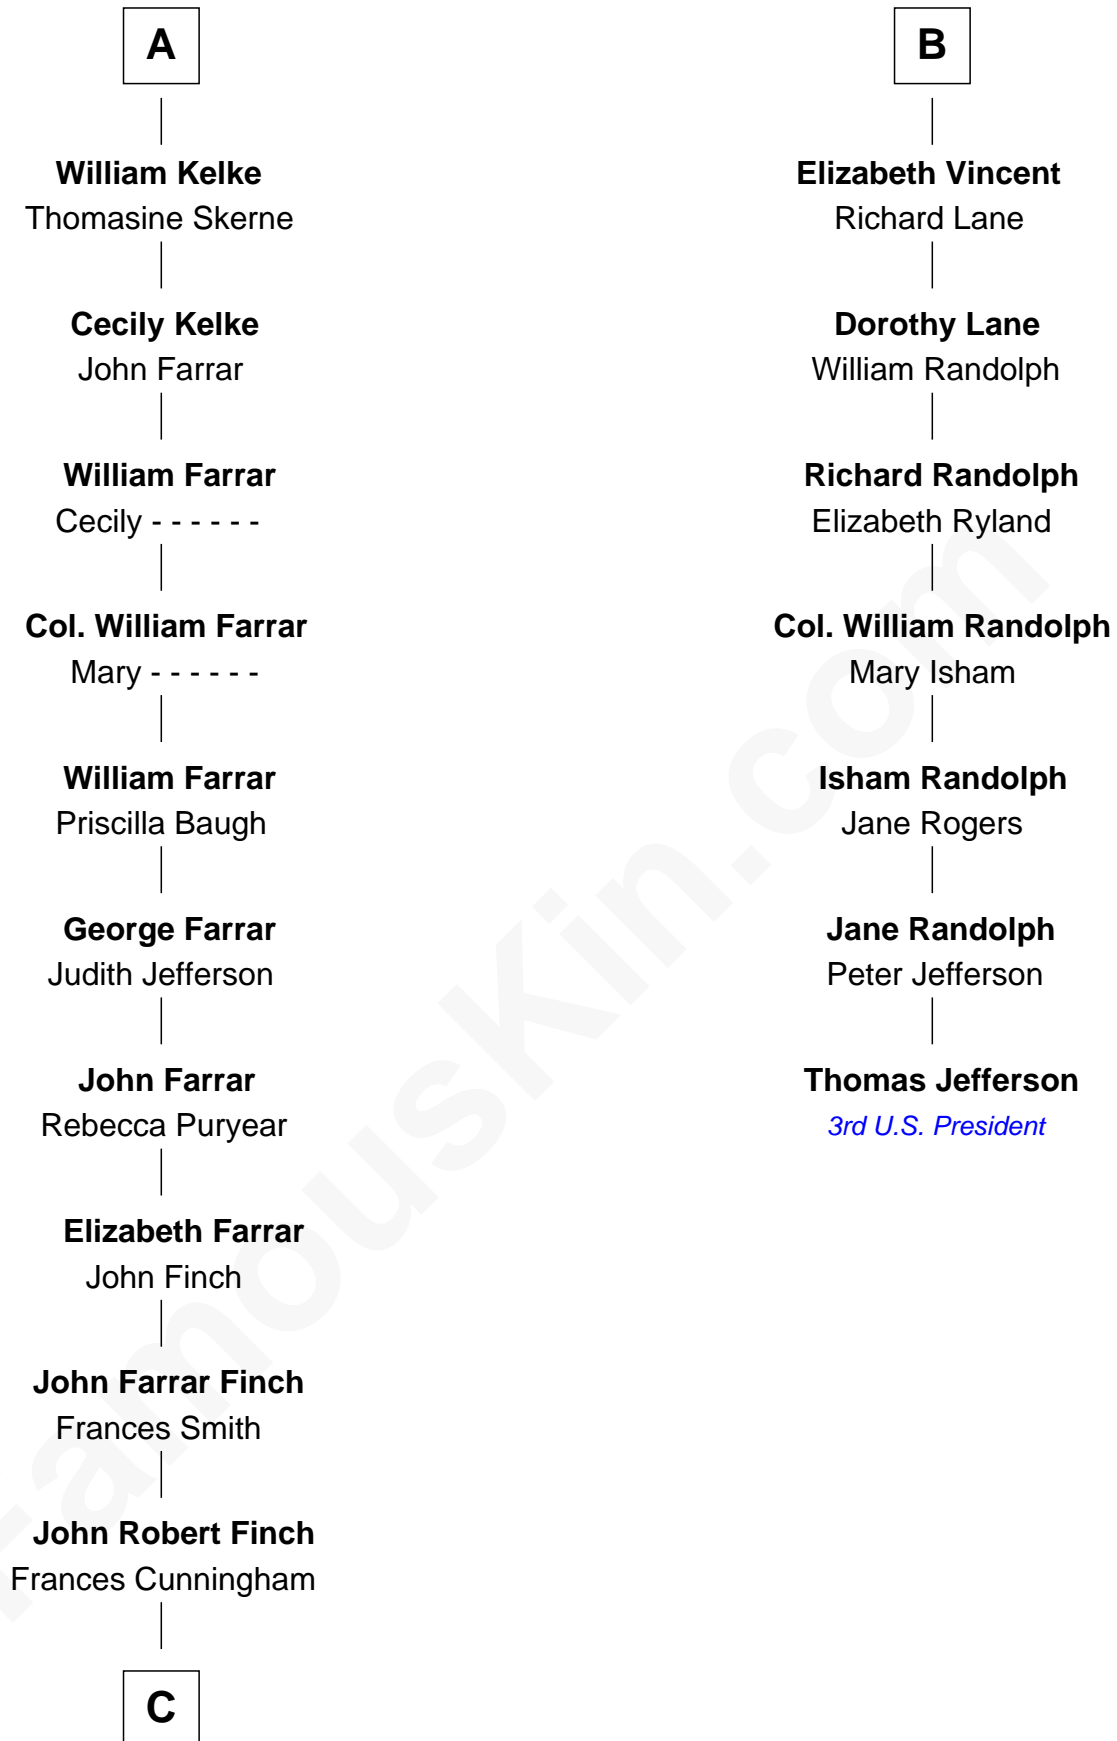 A
William Kelke
Thomasine Skerne
Cecily Kelke
John Farrar
William Farrar
Cecily - - - - - -
Col. William Farrar
Mary - - - - - -
William Farrar
Priscilla Baugh
George Farrar
Judith Jefferson
John Farrar
Rebecca Puryear
Elizabeth Farrar
John Finch
John Farrar Finch
Frances Smith
John Robert Finch
Frances Cunningham
C
B
Elizabeth Vincent
Richard Lane
Dorothy Lane
William Randolph
Richard Randolph
Elizabeth Ryland
Col. William Randolph
Mary Isham
Isham Randolph
Jane Rogers
Jane Randolph
Peter Jefferson
Thomas Jefferson
3rd U.S. President
FamousKin.com